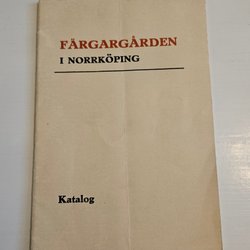 FÄRGARGÅRDEN
I NORRKÖPING
Katalog